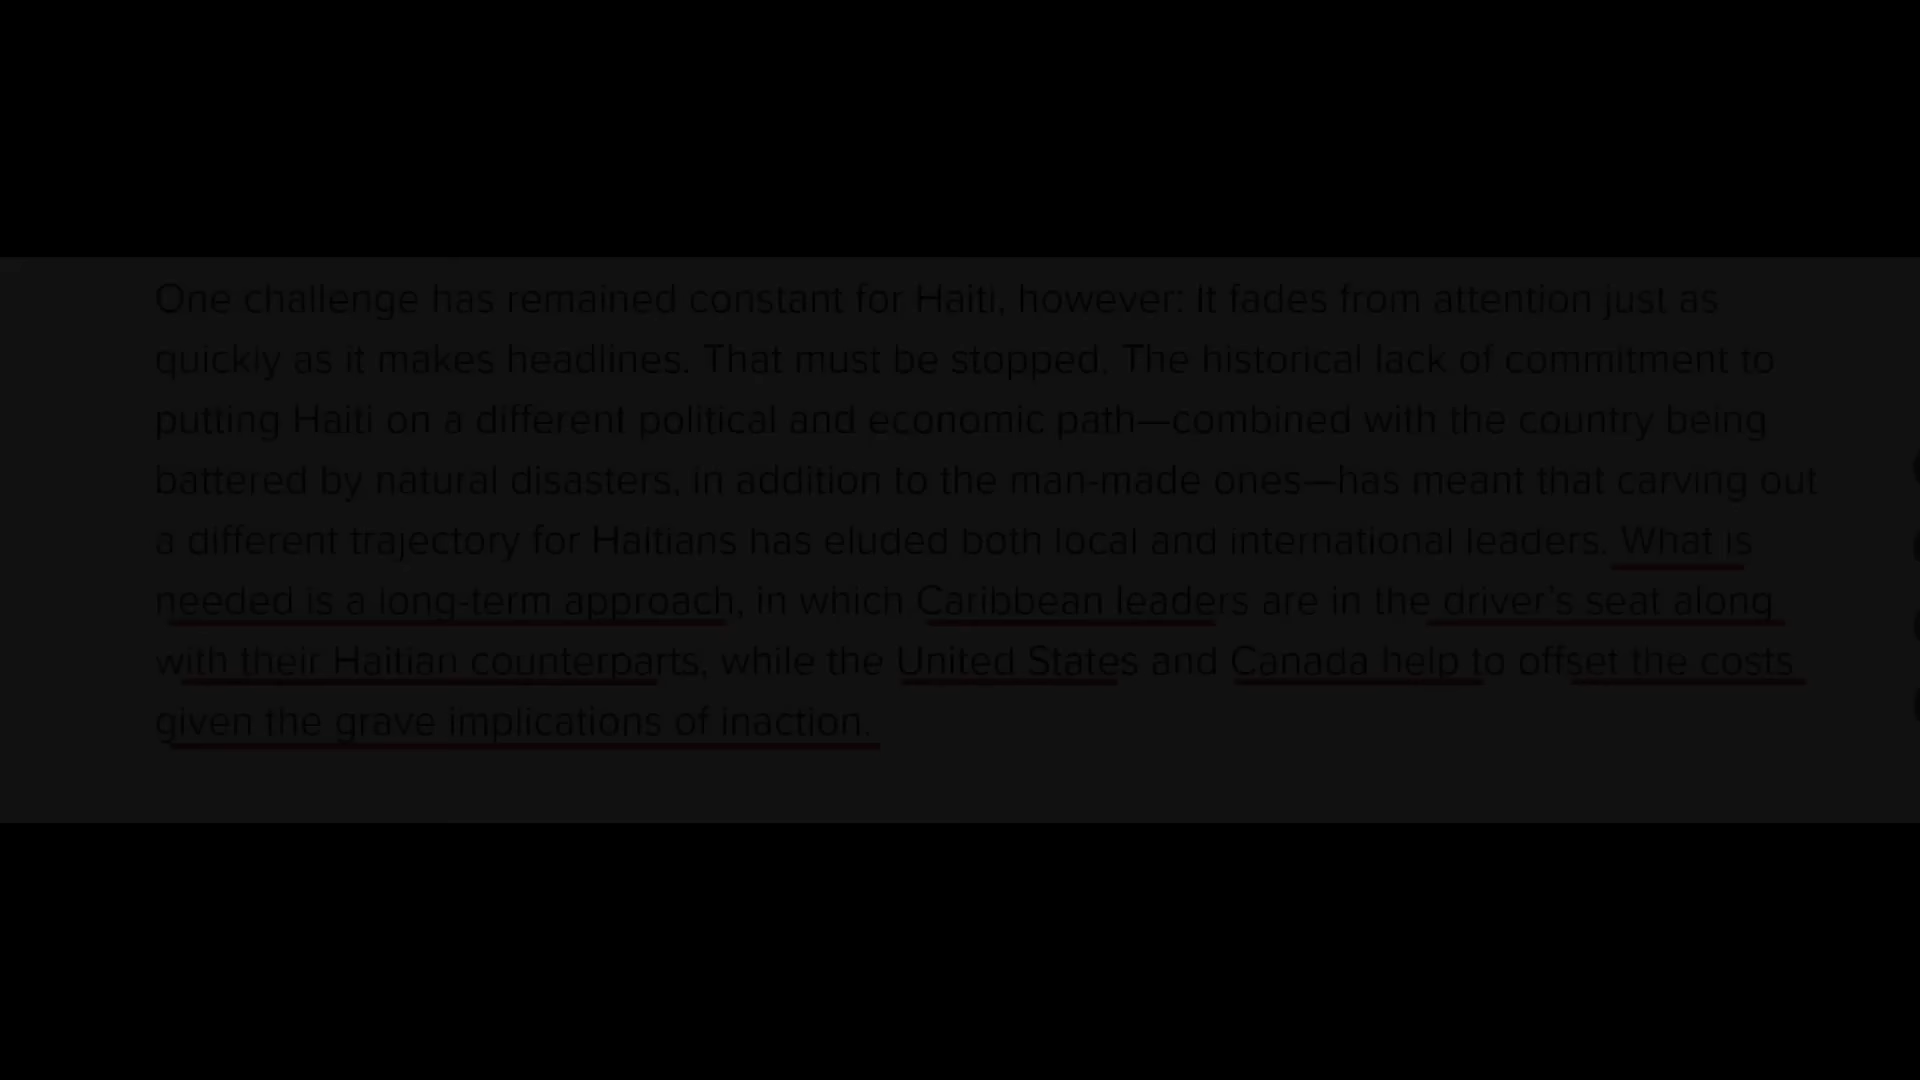 One challenge has remained constant for Haiti, however: It fades from attention just as
quickly as it makes headlines. That must be stopped. The historical lack of commitment to
putting Haiti on a different political and economic path—combined with the country being
battered by natural disasters, in addition to the man-made ones—has meant that carving out
a different trajectory for Haitians has eluded both local and international leaders. What is
needed is a long-term approach, in which Caribbean leaders are in the driver’s seat along
with their Haitian counterparts, while the United States and Canada help to offset the costs
given the grave implications of inaction.